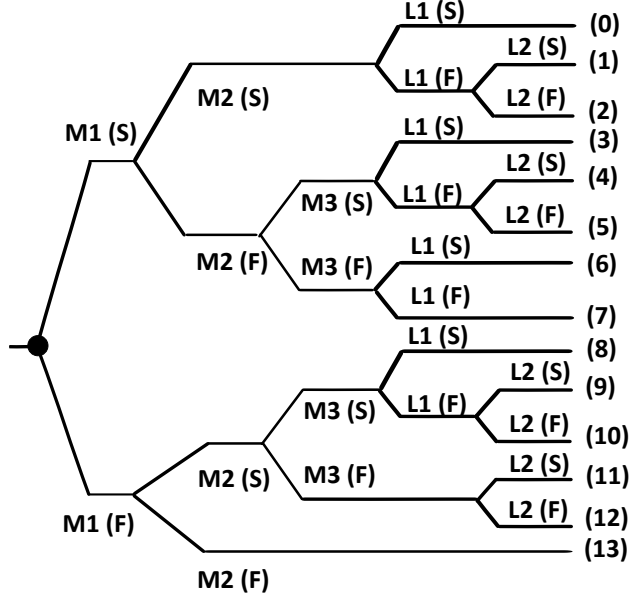 L1 (S)
(0)
L2 (S)
(1)
L1 (F)
M2 (S)
L2 (F)
(2)
M1 (S)
L1 (S)
(3)
L2 (S)
(4)
M3 (S)
L1 (F)
L2 (F)
(5)
M2 (F)
M3 (F)
L1 (S)
(6)
L1 (F)
(7)
L1 (S)
(8)
L2 (S)
(9)
M3 (S)
L1 (F)
L2 (F)
(10)
M2 (S)
M3 (F)
L2 (S)
(11)
L2 (F)
(12)
M1 (F)
(13)
M2 (F)